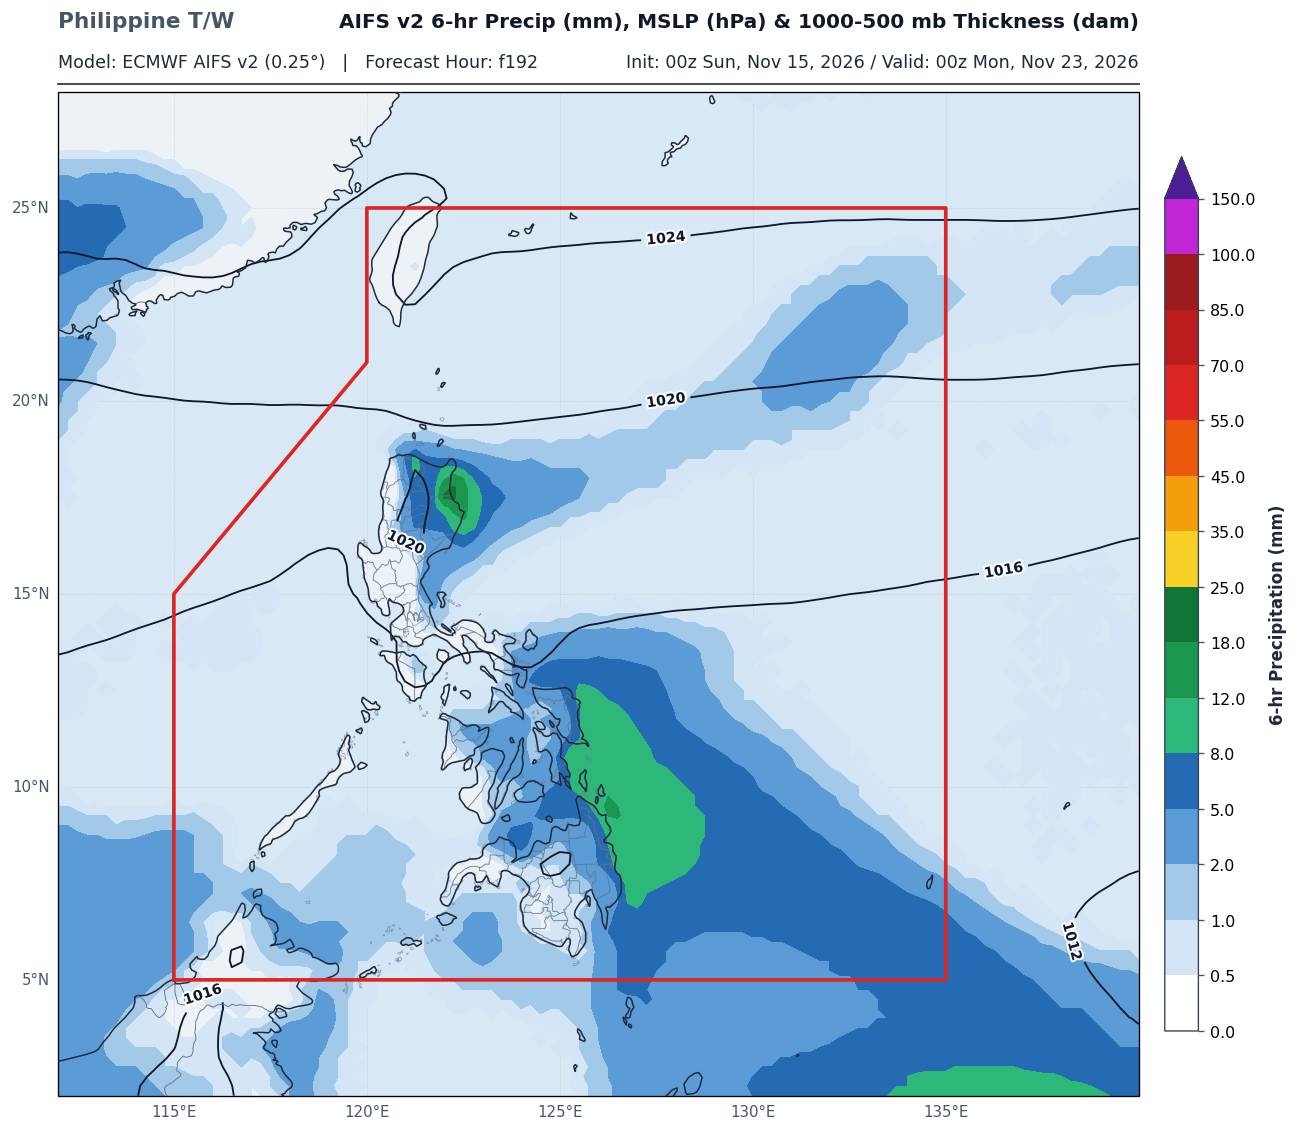 Philippine T/W
AIFS v2 6-hr Precip (mm), MSLP (hPa) & 1000-500 mb Thickness (dam)
Model: ECMWF AIFS v2 (0.25°) | Forecast Hour: f192
Init: 00z Sun, Nov 15, 2026 / Valid: 00z Mon, Nov 23, 2026
25°N
20°N
15°N
10°N
5°N
115°E
120°E
125°E
130°E
135°E
1024
1020
1020
1016
1012
1016
150.0
100.0
85.0
70.0
55.0
45.0
35.0
25.0
18.0
12.0
8.0
5.0
2.0
1.0
0.5
0.0
6-hr Precipitation (mm)